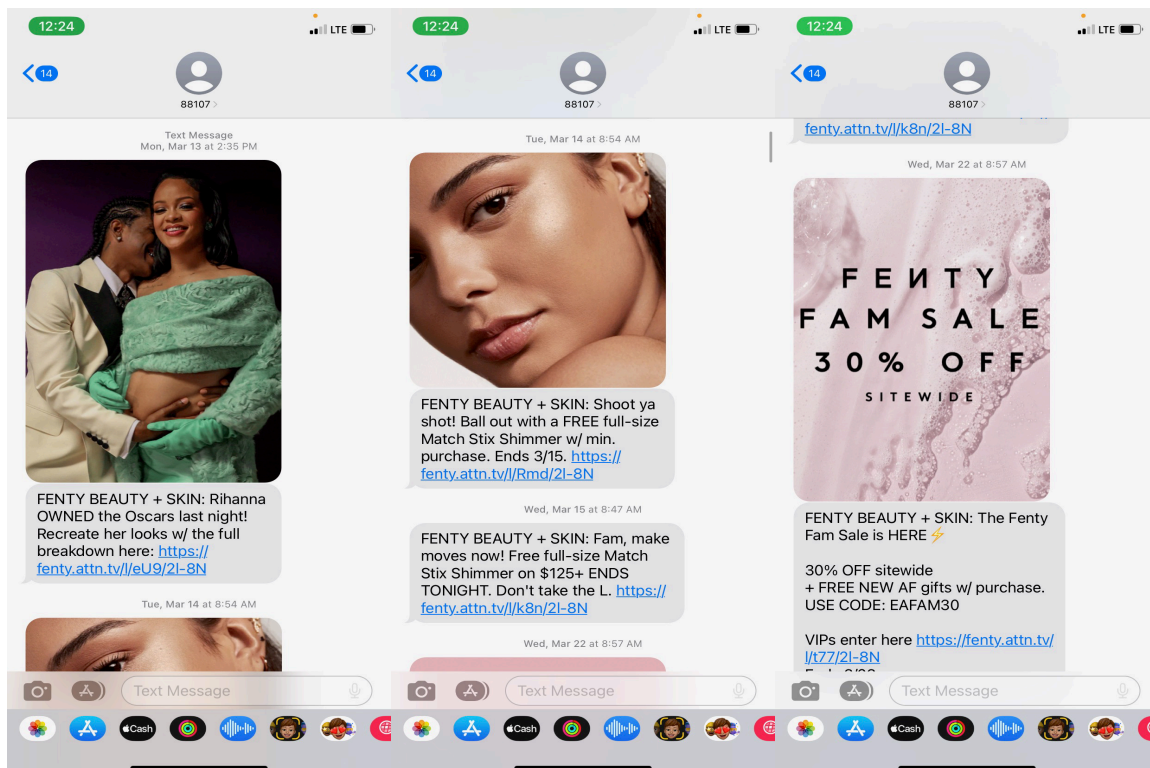 12:24
LTE
14
88107 >
Text Message
Mon, Mar 13 at 2:35 PM
FENTY BEAUTY + SKIN: Rihanna
OWNED the Oscars last night!
Recreate her looks w/ the full
breakdown here: https://
fenty.attn.tv/l/eU9/2l-8N
Tue, Mar 14 at 8:54 AM
Text Message
Cash
12:24
LTE
14
88107 >
Tue, Mar 14 at 8:54 AM
FENTY BEAUTY + SKIN: Shoot ya
shot! Ball out with a FREE full-size
Match Stix Shimmer w/ min.
purchase. Ends 3/15. https://
fenty.attn.tv/l/Rmd/2l-8N
Wed, Mar 15 at 8:47 AM
FENTY BEAUTY + SKIN: Fam, make
moves now! Free full-size Match
Stix Shimmer on $125+ ENDS
TONIGHT. Don't take the L. https://
fenty.attn.tv/l/k8n/2l-8N
Wed, Mar 22 at 8:57 AM
Text Message
Cash
12:24
LTE
14
88107 >
fenty.attn.tv/l/k8n/2l-8N
Wed, Mar 22 at 8:57 AM
FENTY
FAM SALE
30% OFF
SITEWIDE
FENTY BEAUTY + SKIN: The Fenty
Fam Sale is HERE⚡
30% OFF sitewide
+ FREE NEW AF gifts w/ purchase.
USE CODE: EAFAM30
VIPs enter here https://fenty.attn.tv/
l/t77/2l-8N
Text Message
Cash